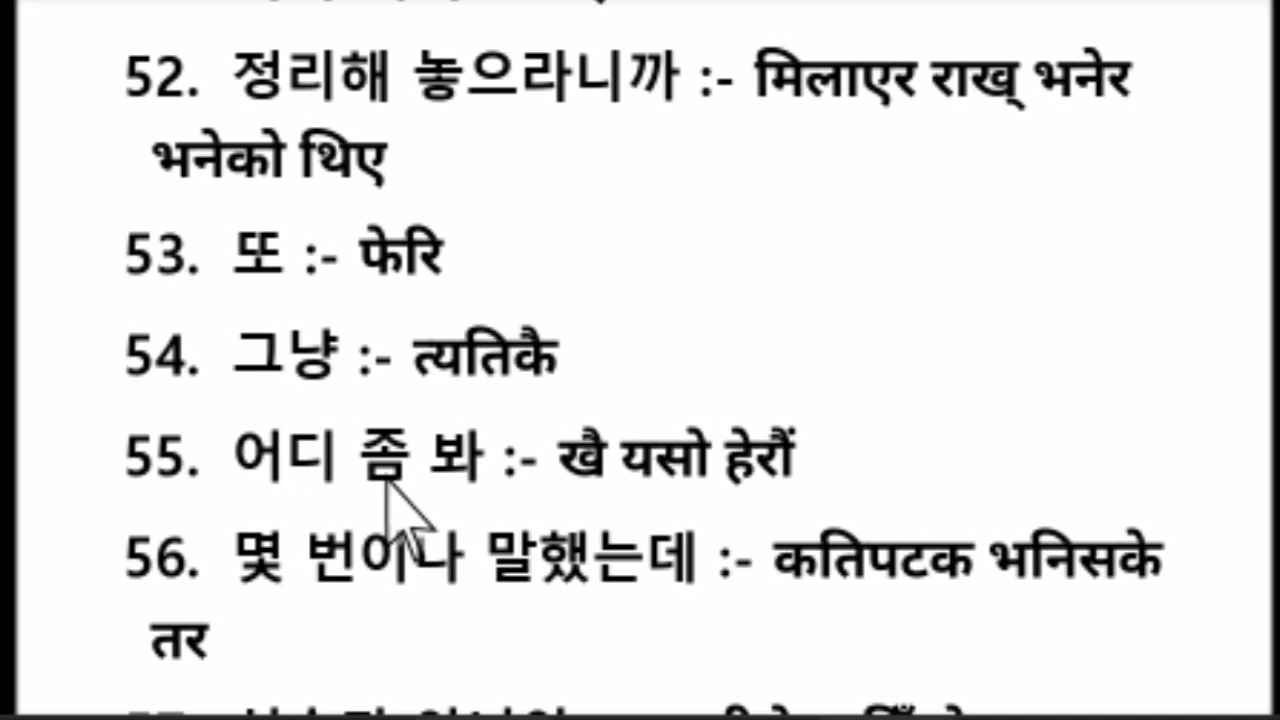 52. 정리해 놓으라니까 :- मिलाएर राख् भनेर
भनेको थिए
53. 또 :- फेरि
54. 그냥 :- त्यतिकै
55. 어디 좀 봐 :- खै यसो हेरौं
56. 몇 번이나 말했는데 :- कतिपटक भनिसके
तर